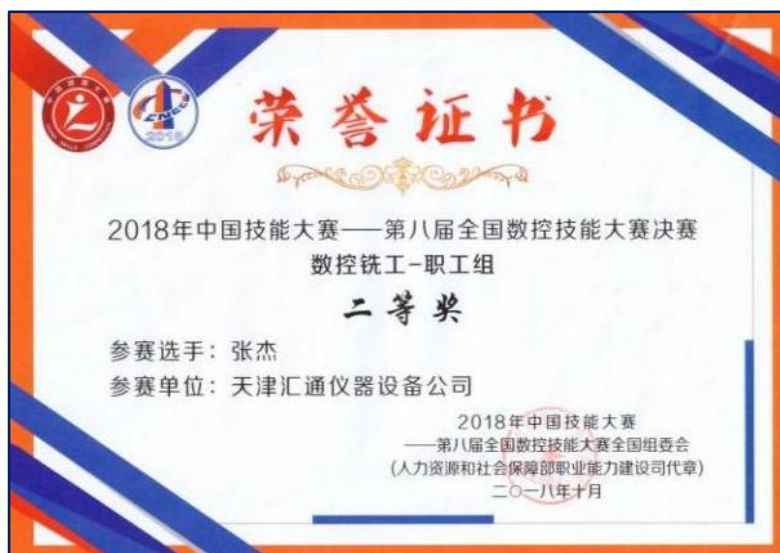 荣誉证书
2018
2018年中国技能大赛——第八届全国数控技能大赛决赛
数控铣工-职工组
二等奖
参赛选手：张杰
参赛单位：天津汇通仪器设备公司
2018年中国技能大赛
——第八届全国数控技能大赛全国组委会
(人力资源和社会保障部职业能力建设司代章)
二〇一八年十月